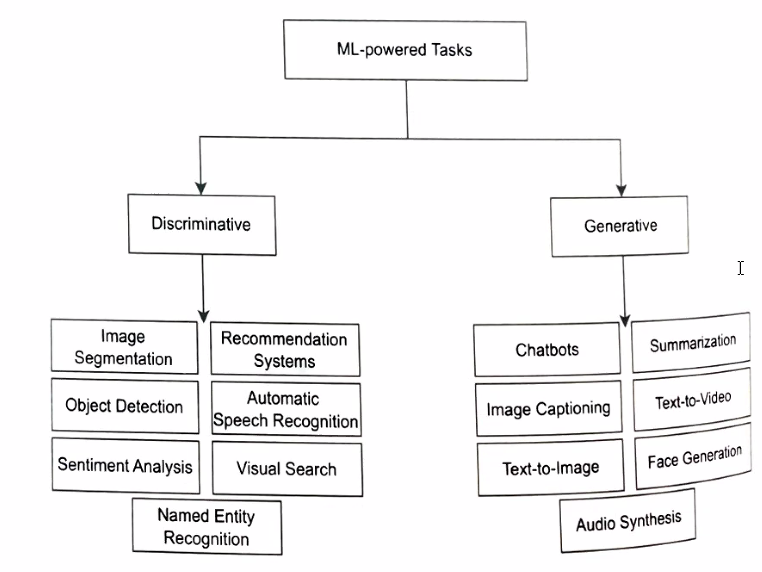 ML-powered Tasks
Discriminative
Generative
Image
Segmentation
Recommendation
Systems
Object Detection
Automatic
Speech Recognition
Sentiment Analysis
Visual Search
Named Entity
Recognition
Chatbots
Summarization
Image Captioning
Text-to-Video
Text-to-Image
Face Generation
Audio Synthesis